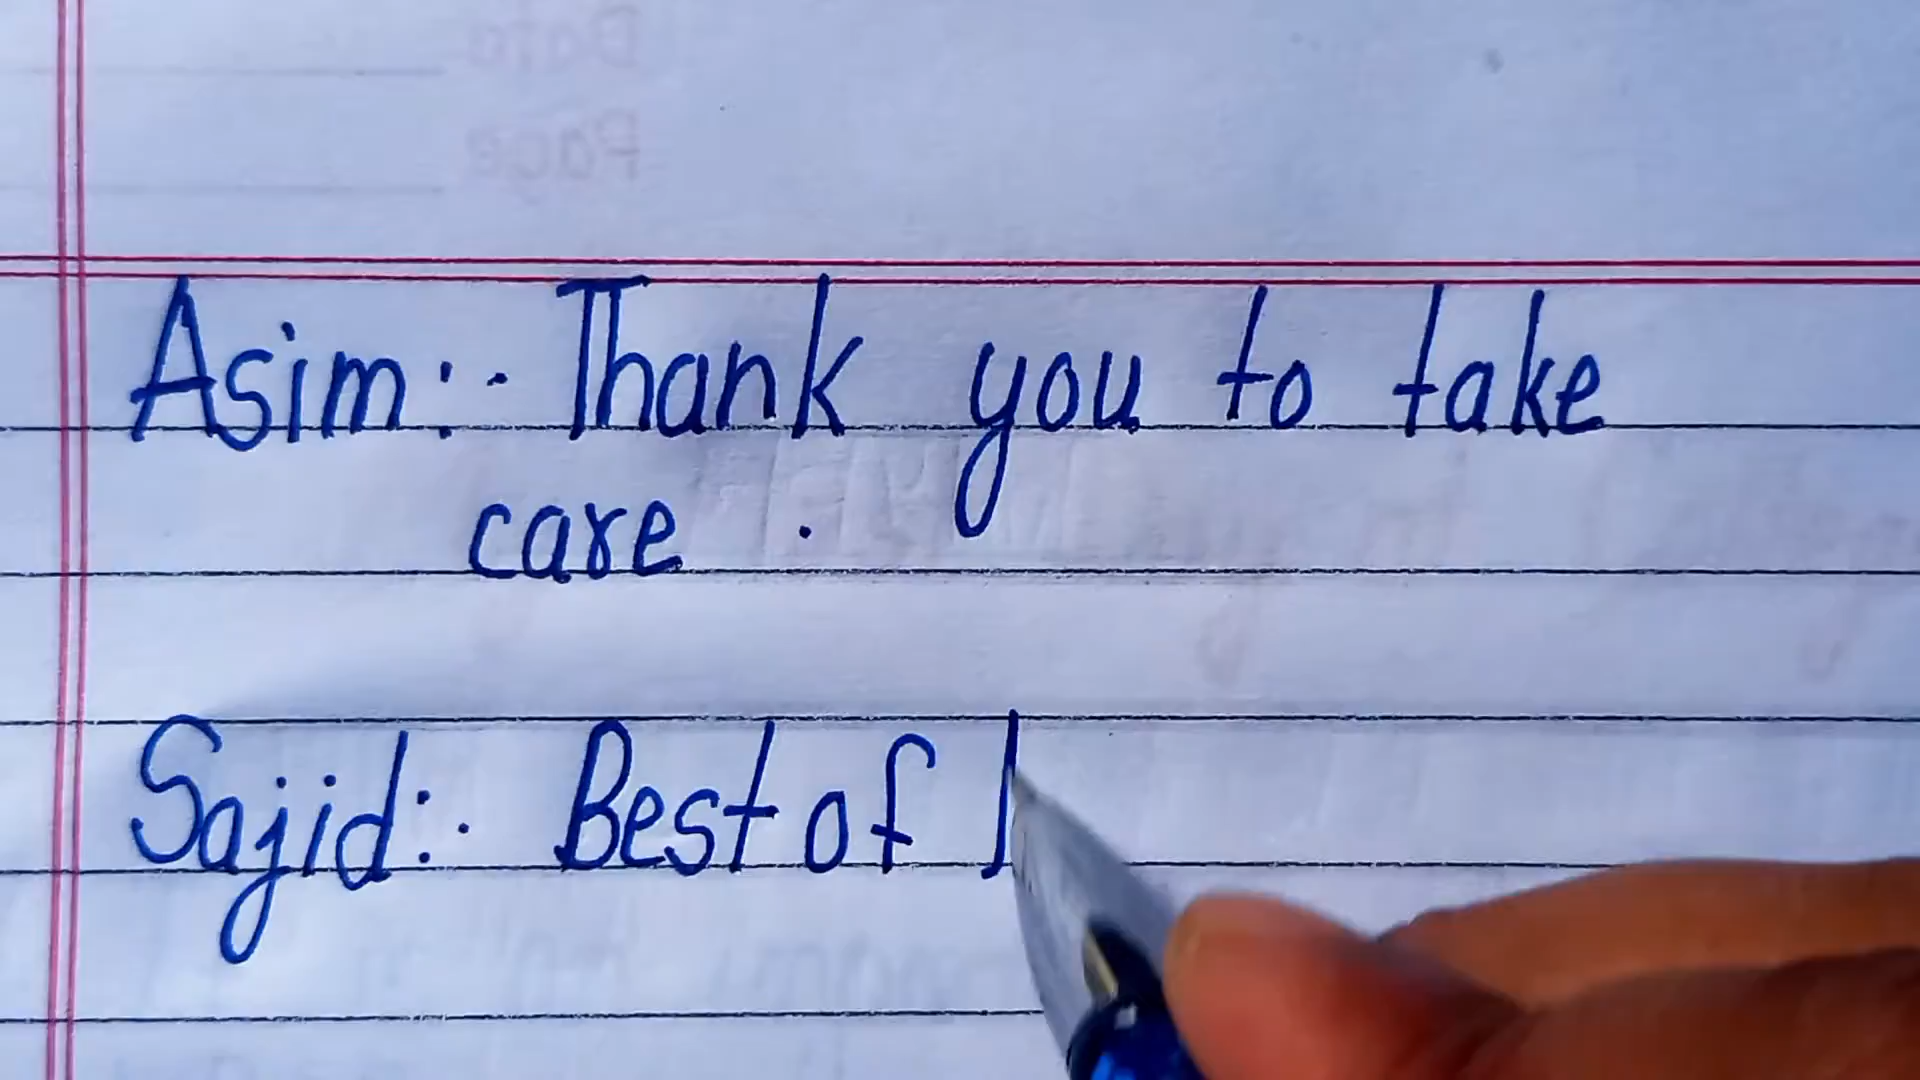 Asim:- Thank you to take
care .
Sajid:- Best of l